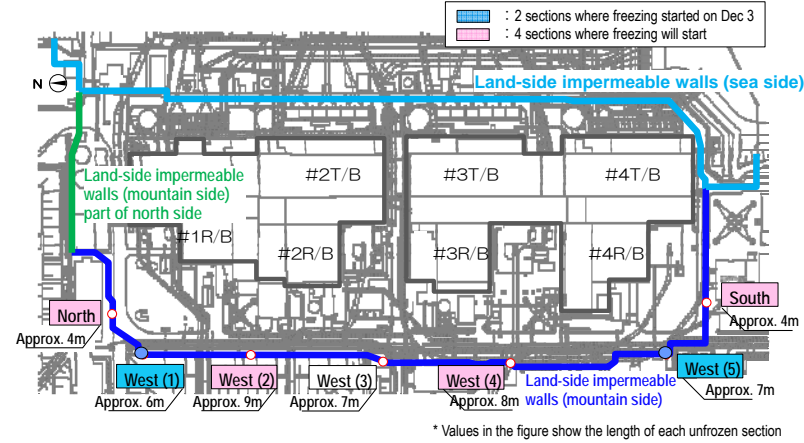 : 2 sections where freezing started on Dec 3
: 4 sections where freezing will start
N
Land-side impermeable walls (sea side)
Land-side impermeable
walls (mountain side)
part of north side
#2T/B
#3T/B
#4T/B
#1R/B
#2R/B
#3R/B
#4R/B
North
Approx. 4m
South
Approx. 4m
West (1)
Approx. 6m
West (2)
Approx. 9m
West (3)
Approx. 7m
West (4)
Approx. 8m
Land-side impermeable
walls (mountain side)
West (5)
Approx. 7m
* Values in the figure show the length of each unfrozen section